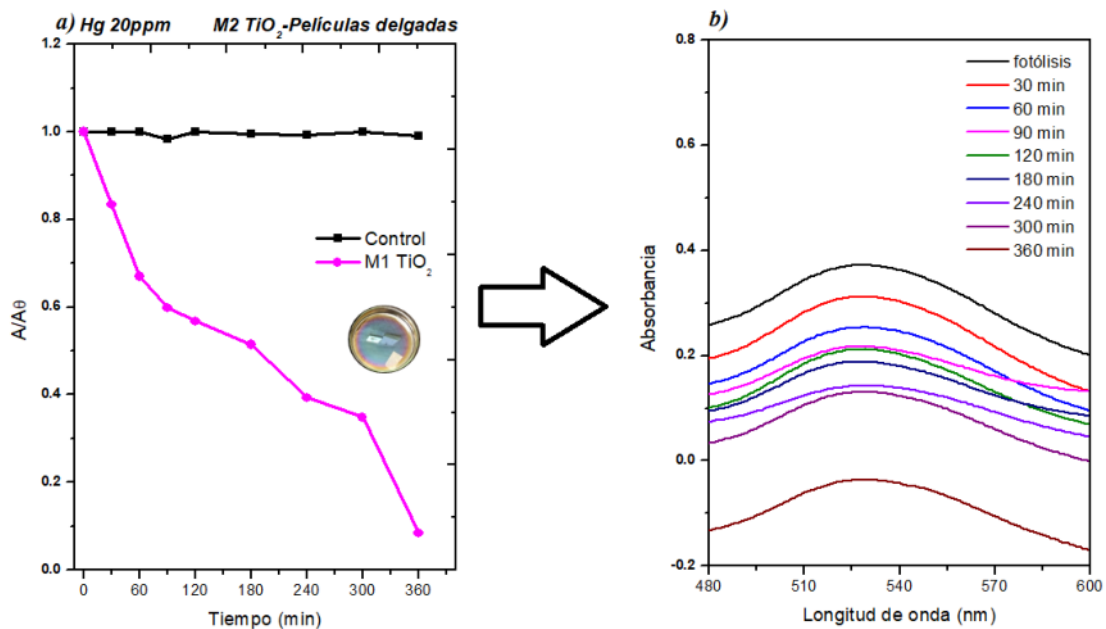 a) Hg 20ppm M2 TiO₂-Películas delgadas
1.2
1.0
0.8
0.6
0.4
0.2
0.0
A/Aθ
Control
M1 TiO₂
0 60 120 180 240 300 360
Tiempo (min)
b)
0.8
0.6
0.4
0.2
0.0
-0.2
Absorbancia
fotólisis
30 min
60 min
90 min
120 min
180 min
240 min
300 min
360 min
480 510 540 570 600
Longitud de onda (nm)